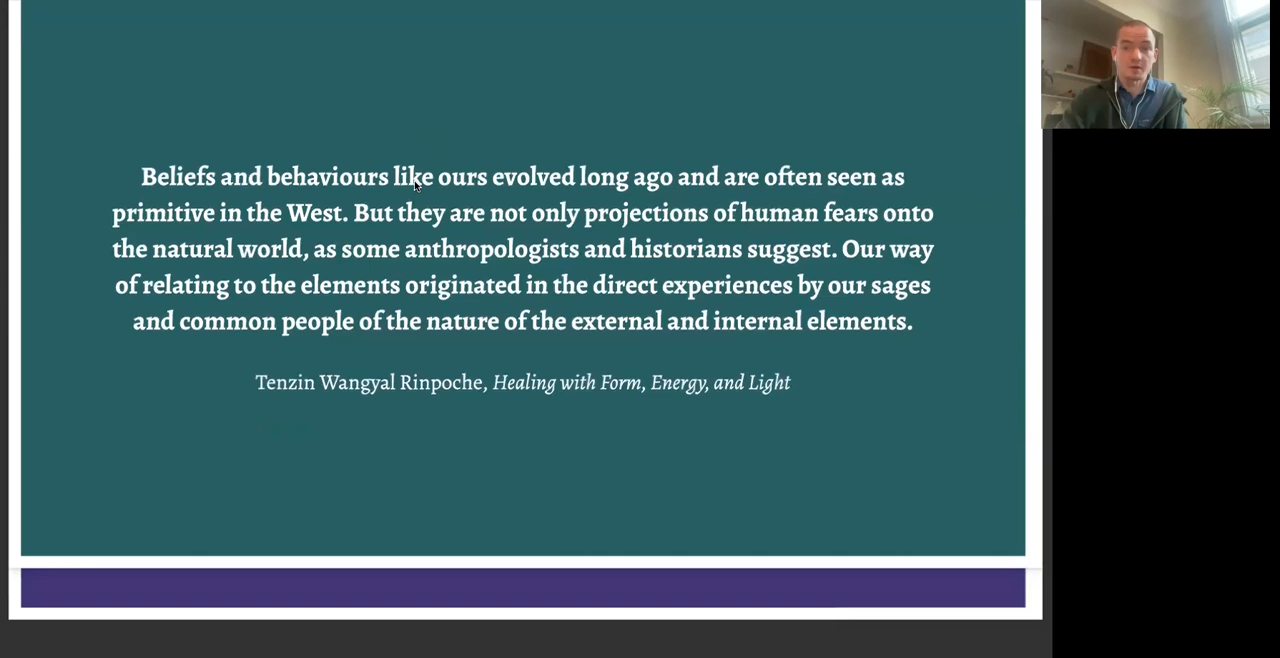 Beliefs and behaviours like ours evolved long ago and are often seen as
primitive in the West. But they are not only projections of human fears onto
the natural world, as some anthropologists and historians suggest. Our way
of relating to the elements originated in the direct experiences by our sages
and common people of the nature of the external and internal elements.
Tenzin Wangyal Rinpoche, Healing with Form, Energy, and Light